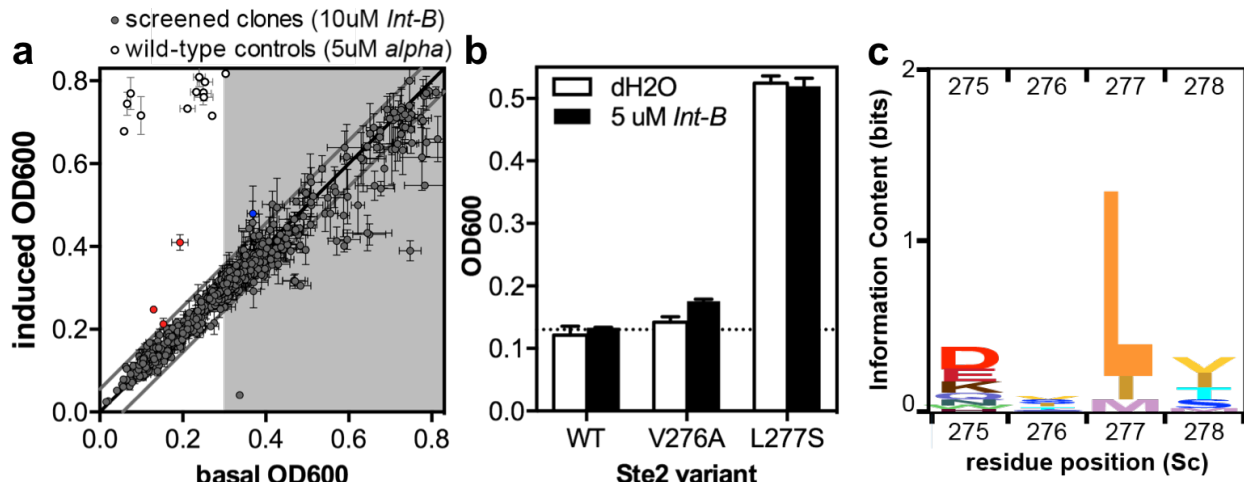 screened clones (10uM Int-B)
wild-type controls (5uM alpha)
a
induced OD600
0.8
0.6
0.4
0.2
0.0
0.0 0.2 0.4 0.6 0.8
basal OD600
b
OD600
0.5
0.4
0.3
0.2
0.1
0.0
dH2O
5 uM Int-B
WT V276A L277S
Ste2 variant
c
Information Content (bits)
2
1
0
275 276 277 278
D E K
Y
L I M
Y I T S
275 276 277 278
residue position (Sc)